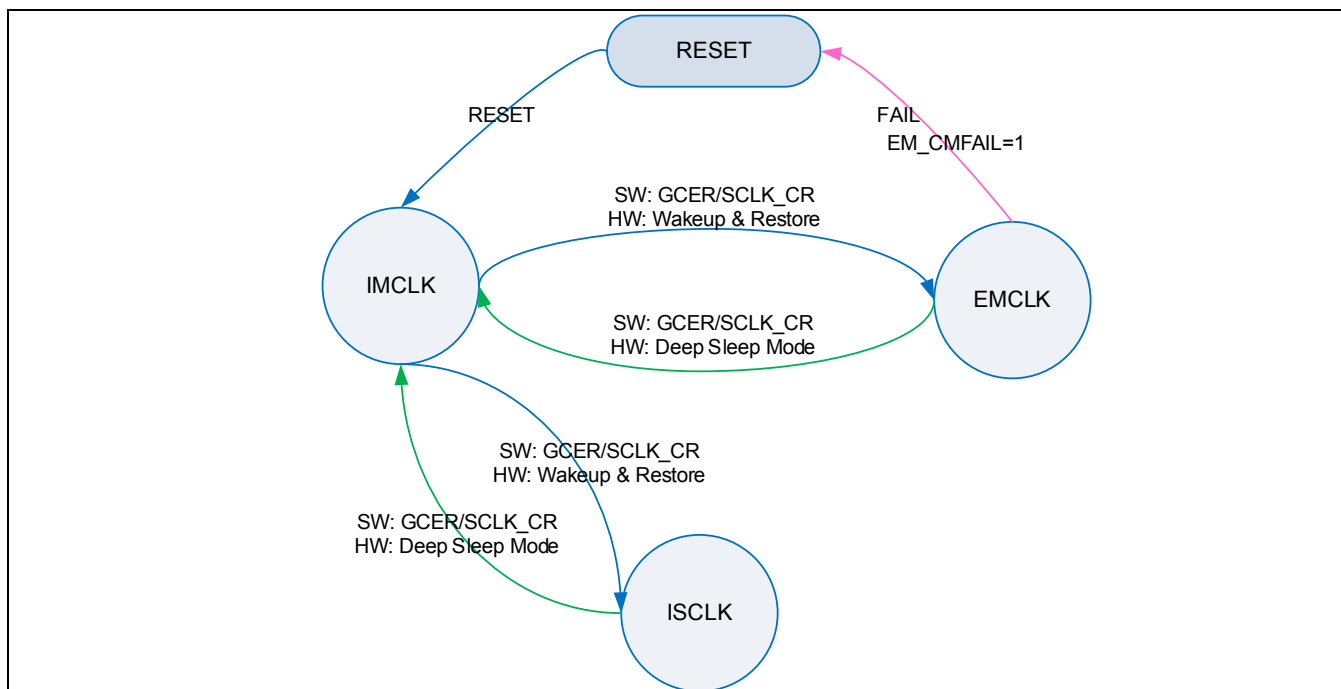 RESET
RESET
FAIL
EM_CMFAIL=1
SW: GCER/SCLK_CR
HW: Wakeup & Restore
IMCLK
EMCLK
SW: GCER/SCLK_CR
HW: Deep Sleep Mode
SW: GCER/SCLK_CR
HW: Wakeup & Restore
SW: GCER/SCLK_CR
HW: Deep Sleep Mode
ISCLK